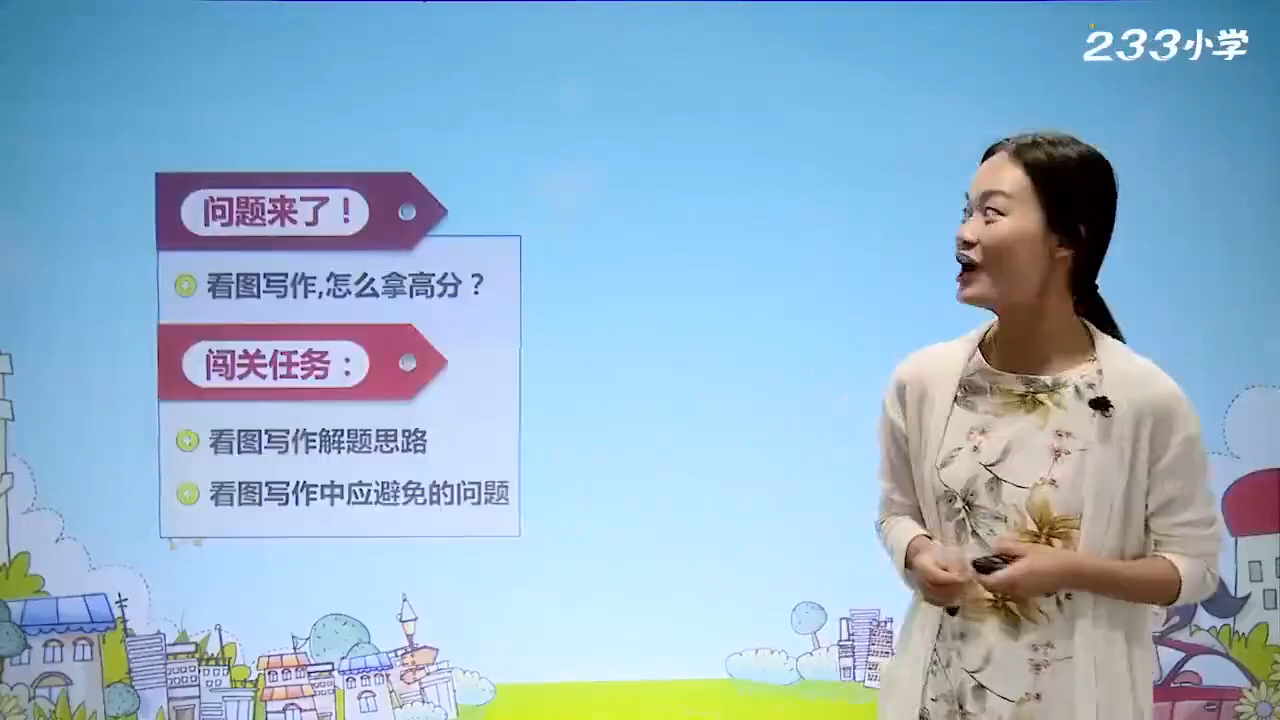 233小学
问题来了！
看图写作,怎么拿高分？
闯关任务：
看图写作解题思路
看图写作中应避免的问题